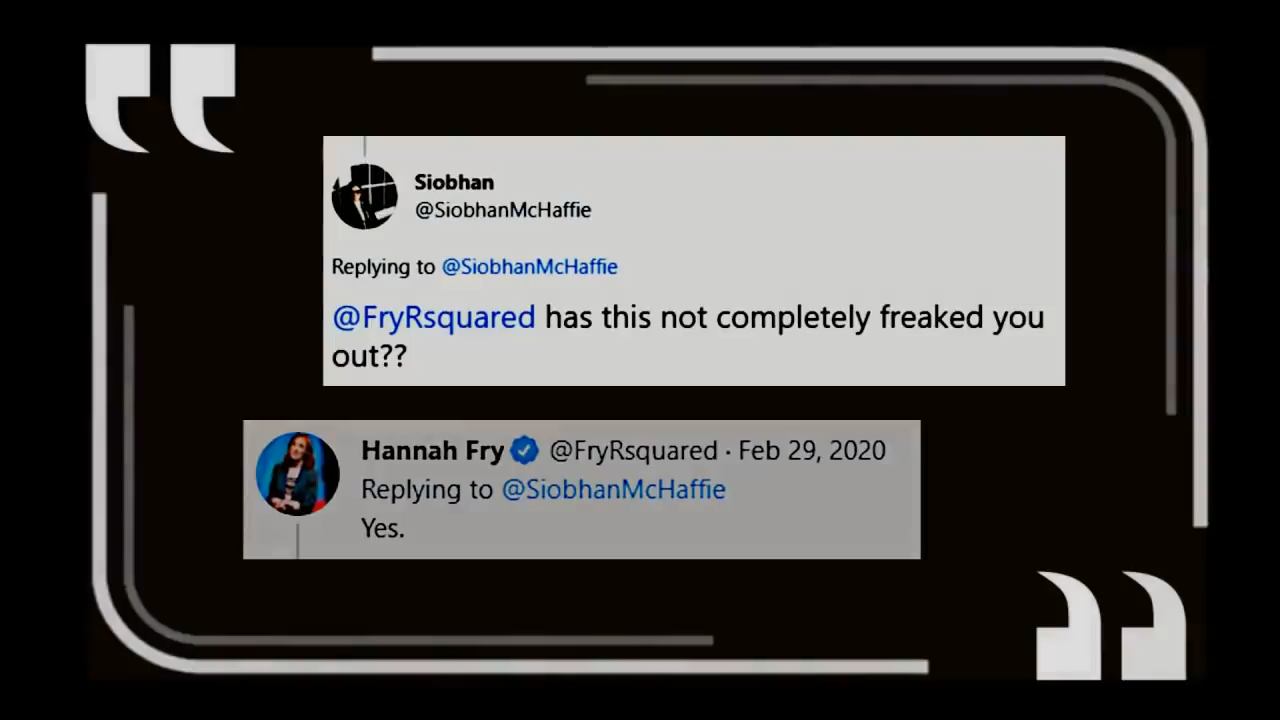 Siobhan
@SiobhanMcHaffie
Replying to @SiobhanMcHaffie
@FryRsquared has this not completely freaked you
out??
Hannah Fry @FryRsquared · Feb 29, 2020
Replying to @SiobhanMcHaffie
Yes.